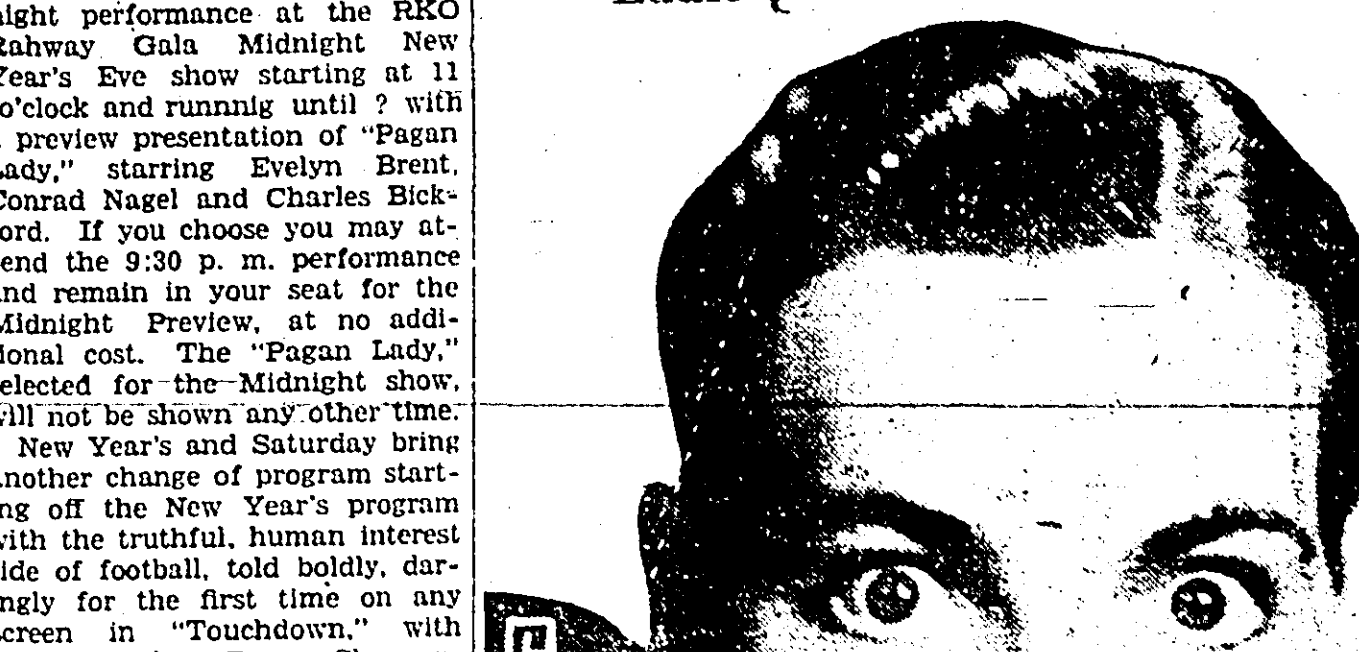 night performance at the RKO
Rahway Gala Midnight New
Year's Eve show starting at 11
o'clock and runnnig until ? with
preview presentation of "Pagan
Lady," starring Evelyn Brent,
Conrad Nagel and Charles Bick-
ford. If you choose you may at-
tend the 9:30 p. m. performance
and remain in your seat for the
Midnight Preview, at no addi-
tional cost. The "Pagan Lady,"
selected for the Midnight show,
will not be shown any other time.
New Year's and Saturday bring
another change of program start-
ing off the New Year's program
with the truthful, human interest
side of football, told boldly, dar-
ingly for the first time on any
screen in "Touchdown," with